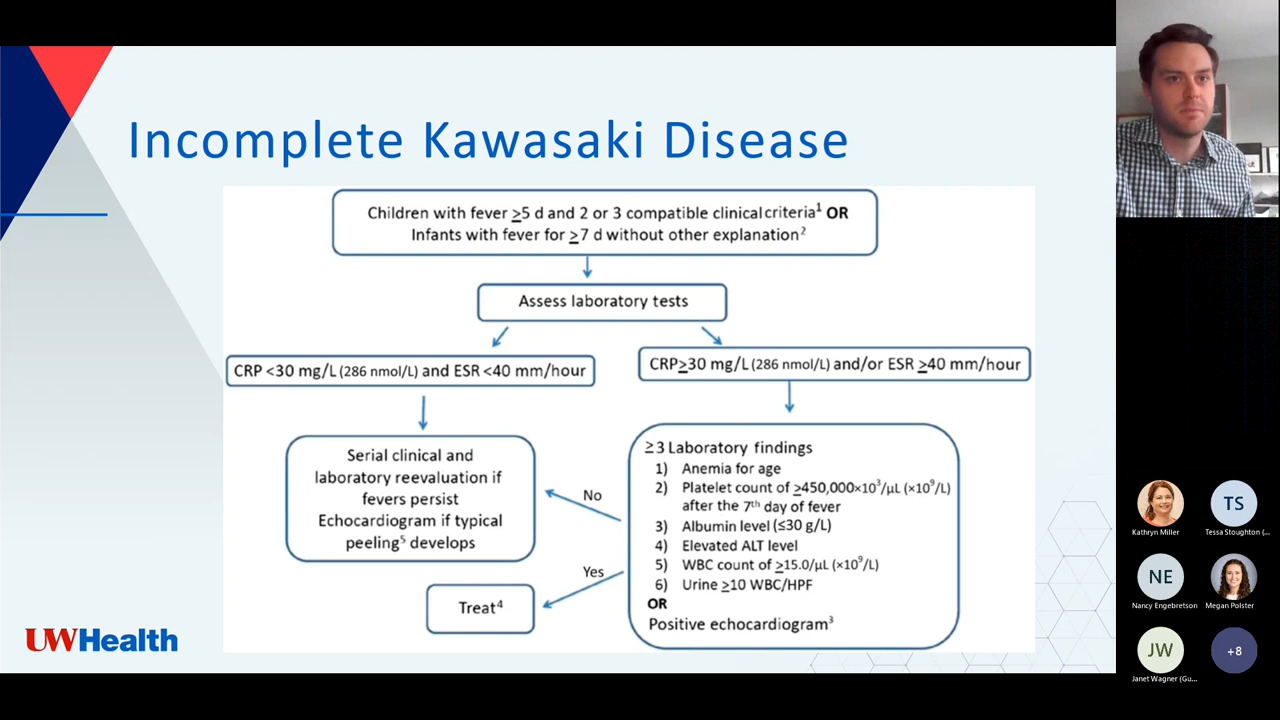 Incomplete Kawasaki Disease
Children with fever ≥5 d and 2 or 3 compatible clinical criteria¹ OR
Infants with fever for ≥7 d without other explanation²
Assess laboratory tests
CRP <30 mg/L (286 nmol/L) and ESR <40 mm/hour
CRP≥30 mg/L (286 nmol/L) and/or ESR ≥40 mm/hour
Serial clinical and
laboratory reevaluation if
fevers persist
Echocardiogram if typical
peeling⁵ develops
No
Yes
Treat⁴
≥3 Laboratory findings
1) Anemia for age
2) Platelet count of ≥450,000×10³/µL (×10⁹/L)
after the 7th day of fever
3) Albumin level (≤30 g/L)
4) Elevated ALT level
5) WBC count of ≥15.0/µL (×10⁹/L)
6) Urine ≥10 WBC/HPF
OR
Positive echocardiogram³
UWHealth
Kathryn Miller
TS
Tessa Stoughton (...
NE
Nancy Engebretson
Megan Polster
JW
Janet Wagner (Gu...
+8